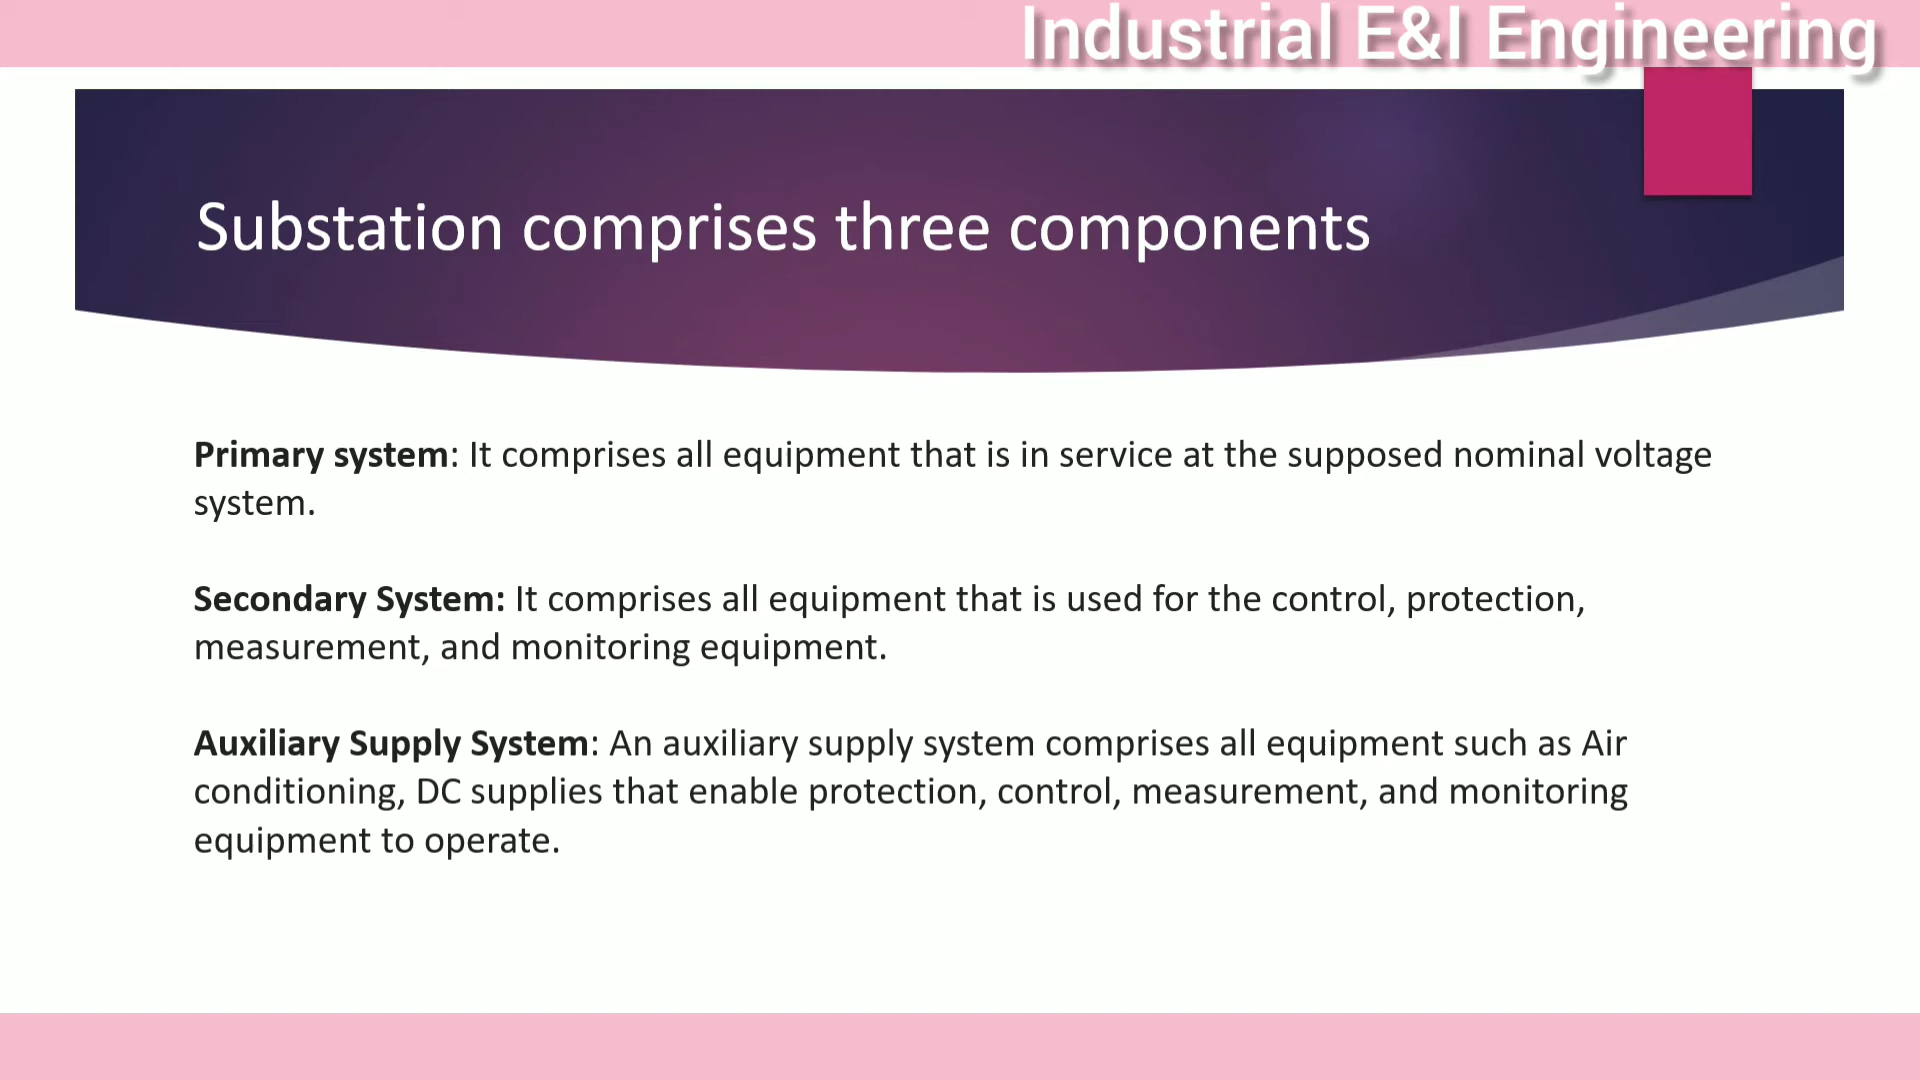 Industrial E&I Engineering
Substation comprises three components
Primary system: It comprises all equipment that is in service at the supposed nominal voltage
system.
Secondary System: It comprises all equipment that is used for the control, protection,
measurement, and monitoring equipment.
Auxiliary Supply System: An auxiliary supply system comprises all equipment such as Air
conditioning, DC supplies that enable protection, control, measurement, and monitoring
equipment to operate.